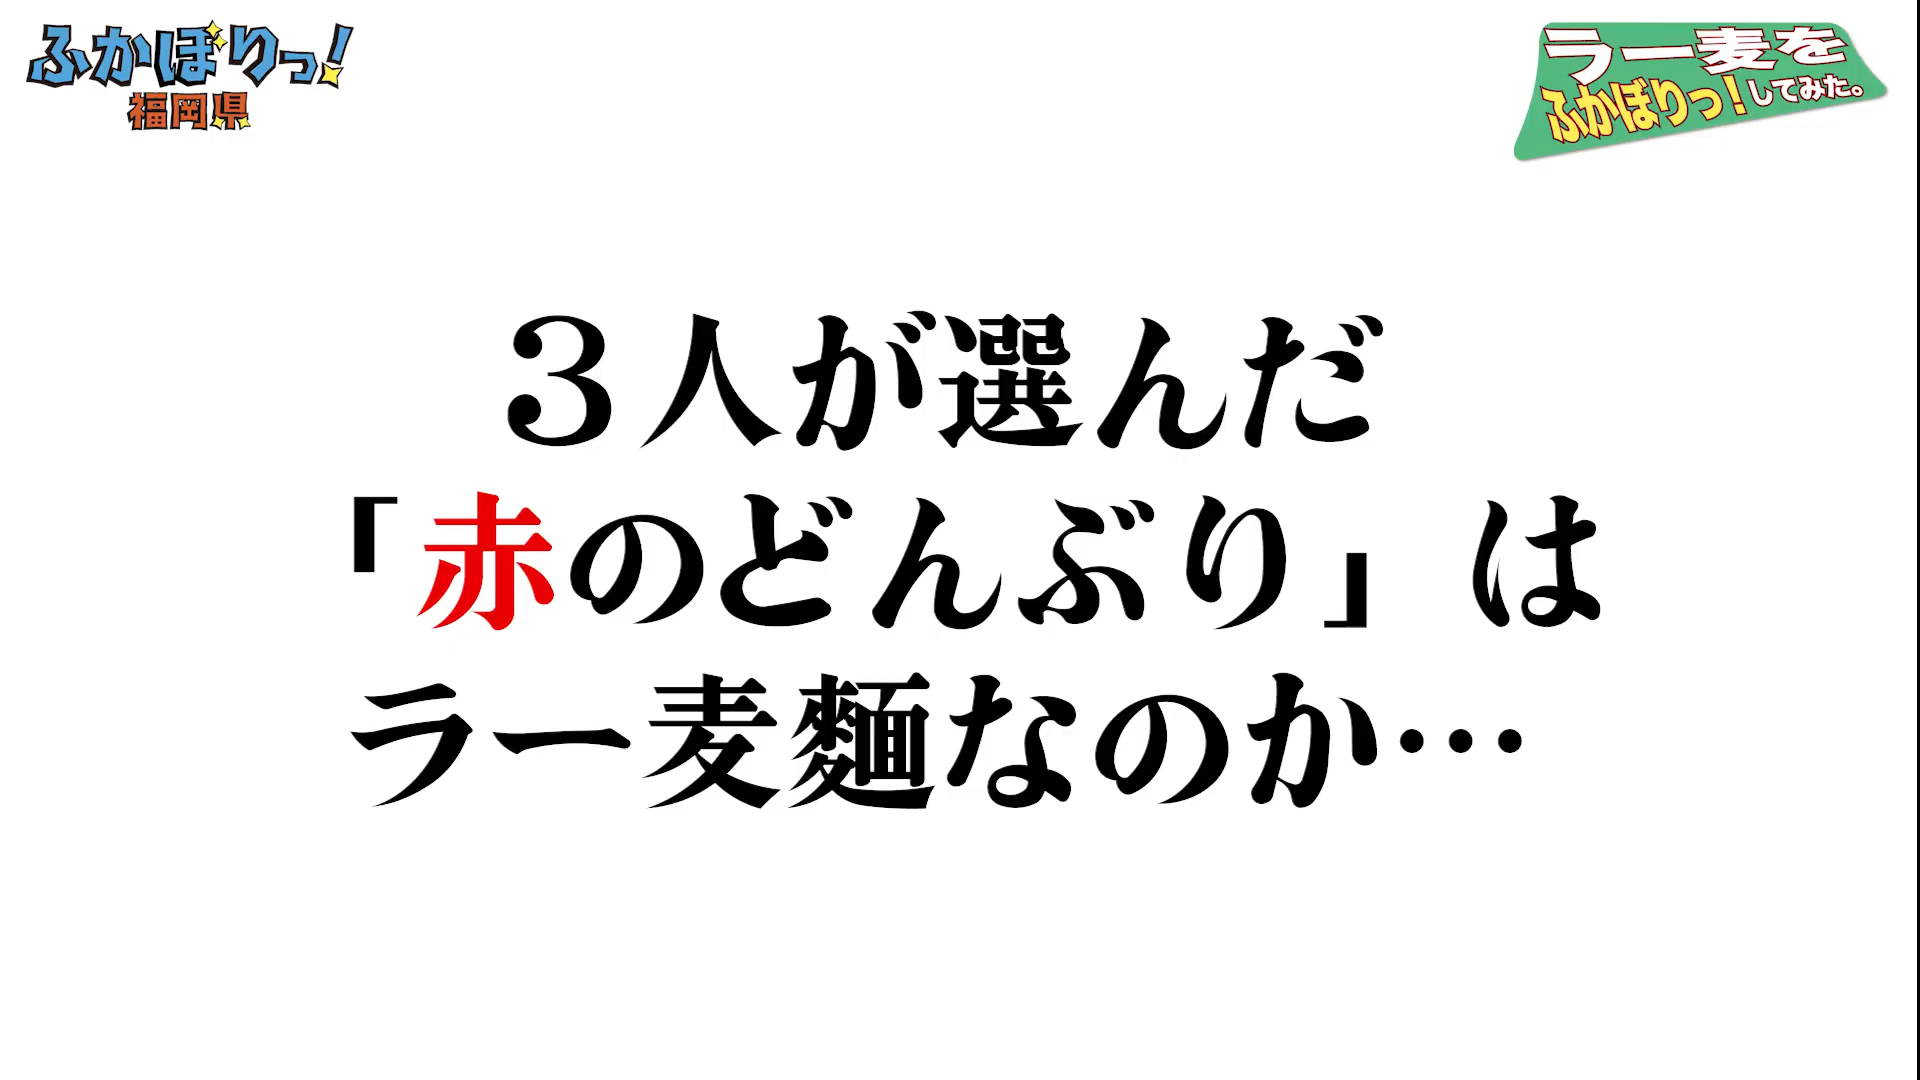 ふかぼりっ!
福岡県
ラー麦を
ふかぼりっ!してみた。
３人が選んだ
「赤のどんぶり」は
ラー麦麺なのか…